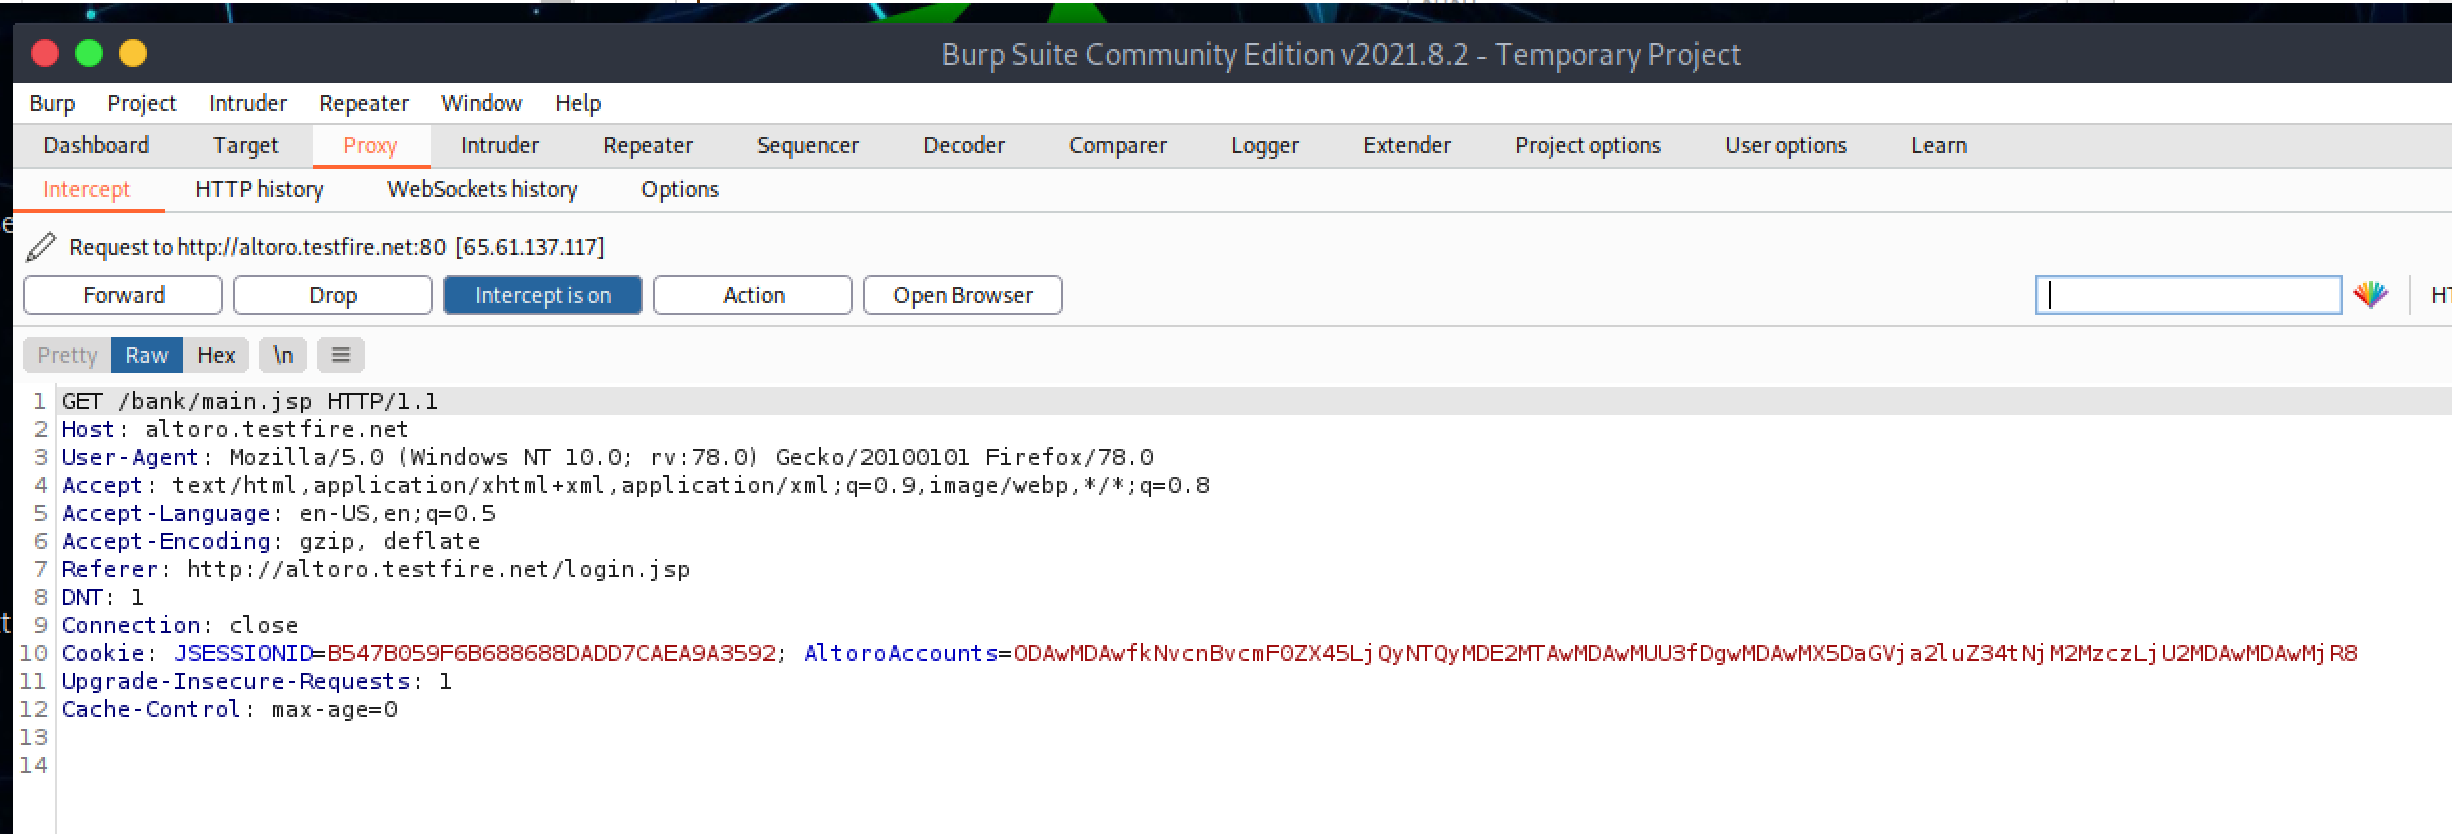 Burp Suite Community Edition v2021.8.2 - Temporary Project
Burp Project Intruder Repeater Window Help
Dashboard Target Proxy Intruder Repeater Sequencer Decoder Comparer Logger Extender Project options User options Learn
Intercept HTTP history WebSockets history Options
Request to http://altoro.testfire.net:80 [65.61.137.117]
Forward Drop Intercept is on Action Open Browser
Pretty Raw Hex \n
1 GET /bank/main.jsp HTTP/1.1
2 Host: altoro.testfire.net
3 User-Agent: Mozilla/5.0 (Windows NT 10.0; rv:78.0) Gecko/20100101 Firefox/78.0
4 Accept: text/html,application/xhtml+xml,application/xml;q=0.9,image/webp,*/*;q=0.8
5 Accept-Language: en-US,en;q=0.5
6 Accept-Encoding: gzip, deflate
7 Referer: http://altoro.testfire.net/login.jsp
8 DNT: 1
9 Connection: close
10 Cookie: JSESSIONID=B547B059F6B688688DADD7CAEA9A3592; AltoroAccounts=ODAwMDAwfkNvcnBvcmF0ZX45LjQyNTQyMDE2MTAwMDAwMUU3fDgwMDAwMX5DaGVja2luZ34tNjM2MzczLjU2MDAwMDAwMjR8
11 Upgrade-Insecure-Requests: 1
12 Cache-Control: max-age=0
13
14